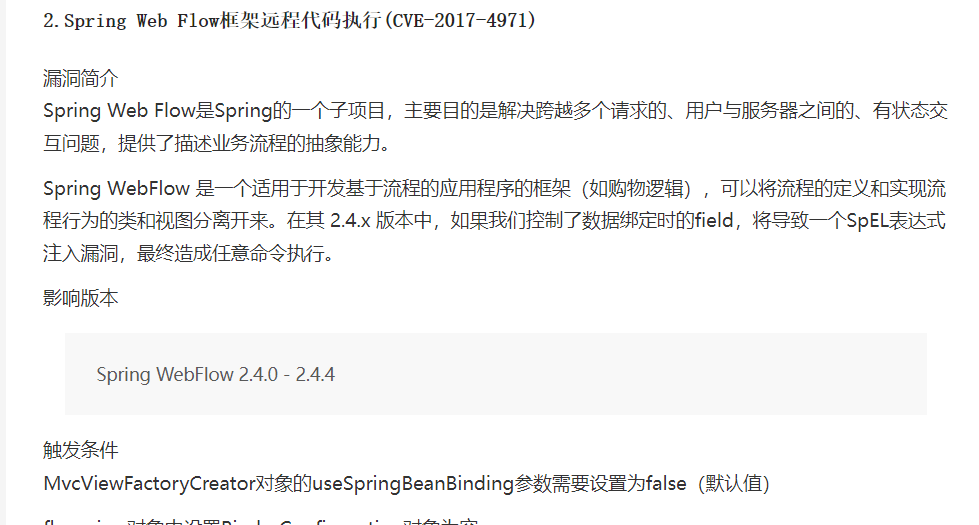 2.Spring Web Flow框架远程代码执行(CVE-2017-4971)
漏洞简介
Spring Web Flow是Spring的一个子项目，主要目的是解决跨越多个请求的、用户与服务器之间的、有状态交
互问题，提供了描述业务流程的抽象能力。
Spring WebFlow 是一个适用于开发基于流程的应用程序的框架（如购物逻辑），可以将流程的定义和实现流
程行为的类和视图分离开来。在其 2.4.x 版本中，如果我们控制了数据绑定时的field，将导致一个SpEL表达式
注入漏洞，最终造成任意命令执行。
影响版本
Spring WebFlow 2.4.0 - 2.4.4
触发条件
MvcViewFactoryCreator对象的useSpringBeanBinding参数需要设置为false（默认值）